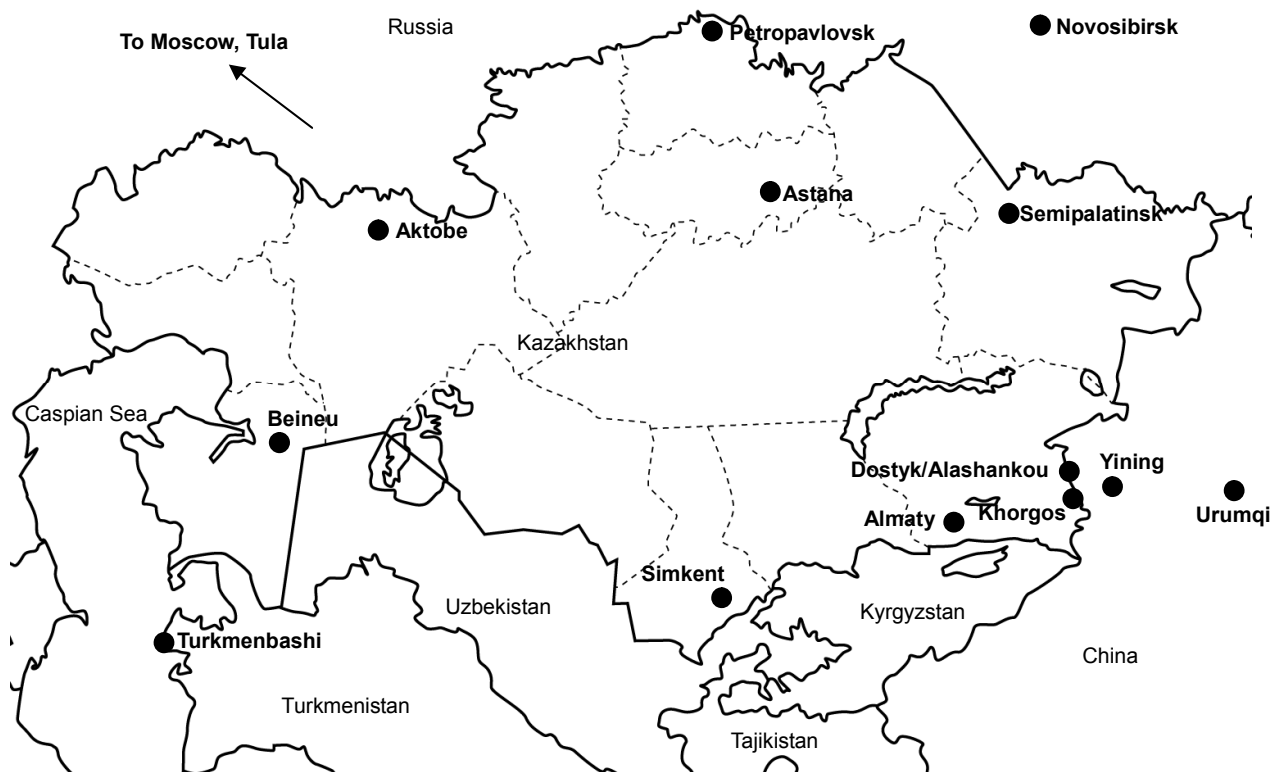 Russia
Petropavlovsk
Novosibirsk
To Moscow, Tula
Astana
Semipalatinsk
Aktobe
Kazakhstan
Caspian Sea
Beineu
Dostyk/Alashankou
Yining
Almaty
Khorgos
Urumqi
Simkent
Uzbekistan
Kyrgyzstan
Turkmenbashi
China
Turkmenistan
Tajikistan